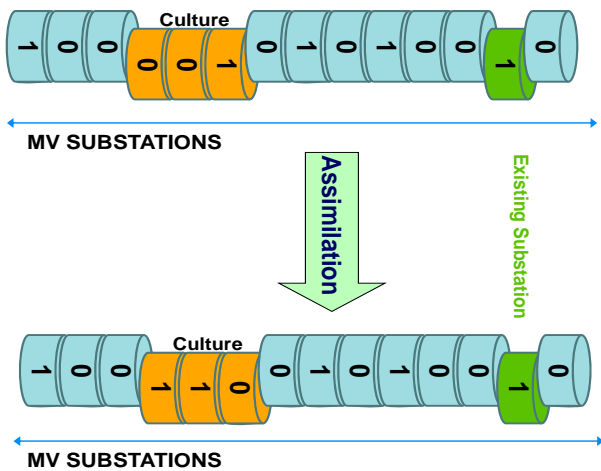 Culture
1 0 0 0 0 1 0 1 0 1 0 0 1 0
MV SUBSTATIONS
Assimilation
Existing Substation
Culture
1 0 0 1 1 0 0 1 0 1 0 0 1 0
MV SUBSTATIONS